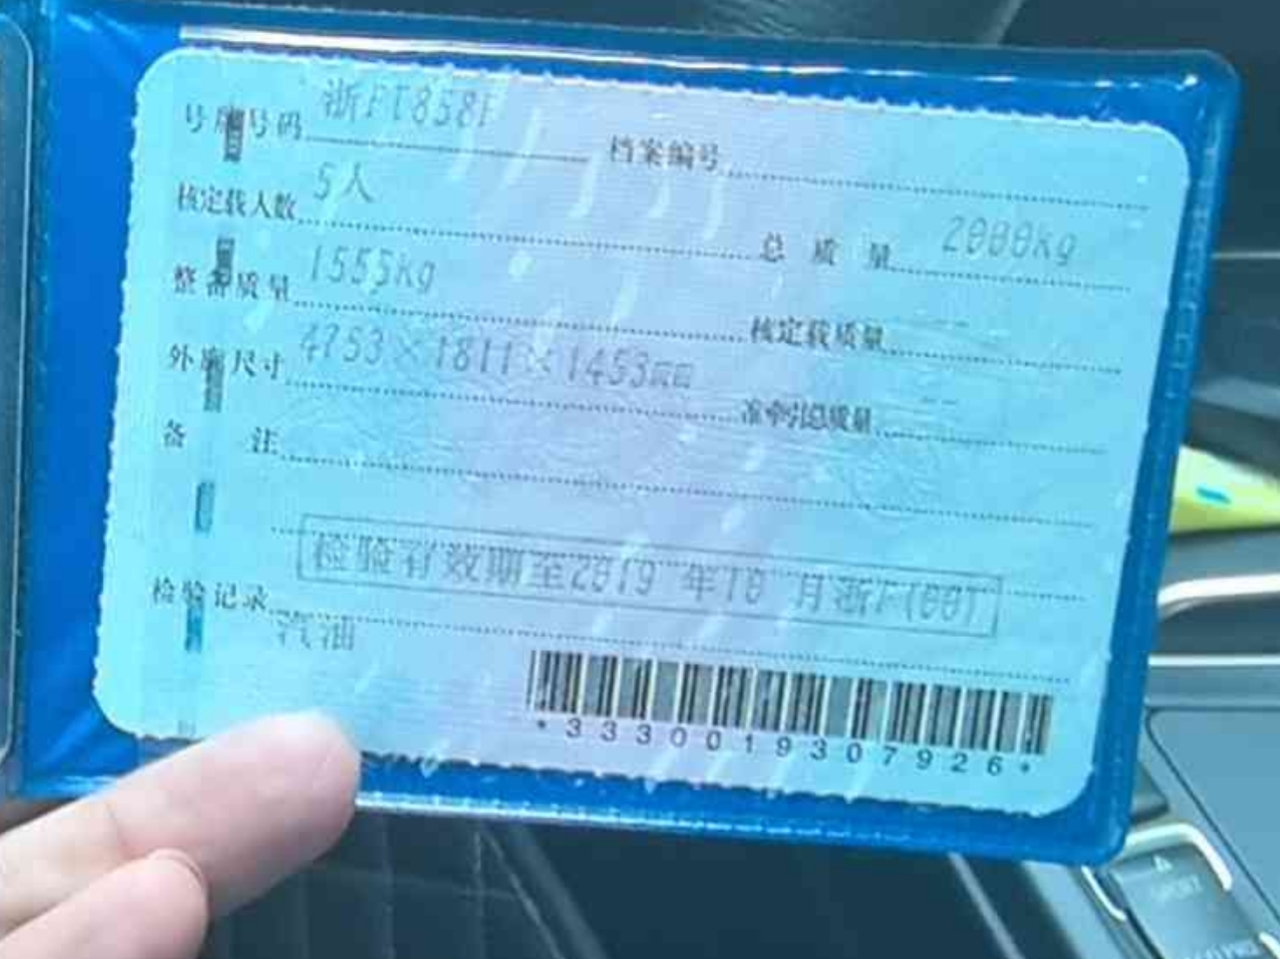 号牌号码 浙FT858F 档案编号
核定载人数 5人 总质量 2000kg
整备质量 1555kg 核定载质量 --
外廓尺寸 4753×1811×1453mm 准牵引总质量 --
备注
检验有效期至2019年10月浙F(00)
检验记录
汽油
*3330019307926*